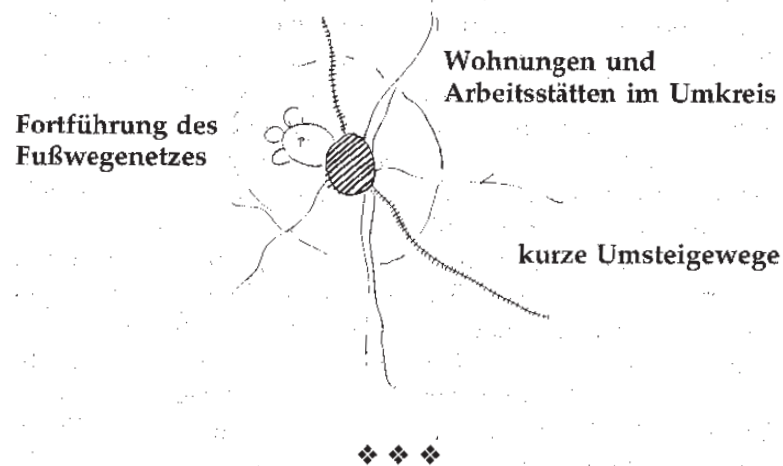 Wohnungen und
Arbeitsstätten im Umkreis
Fortführung des
Fußwegenetzes
kurze Umsteigewege